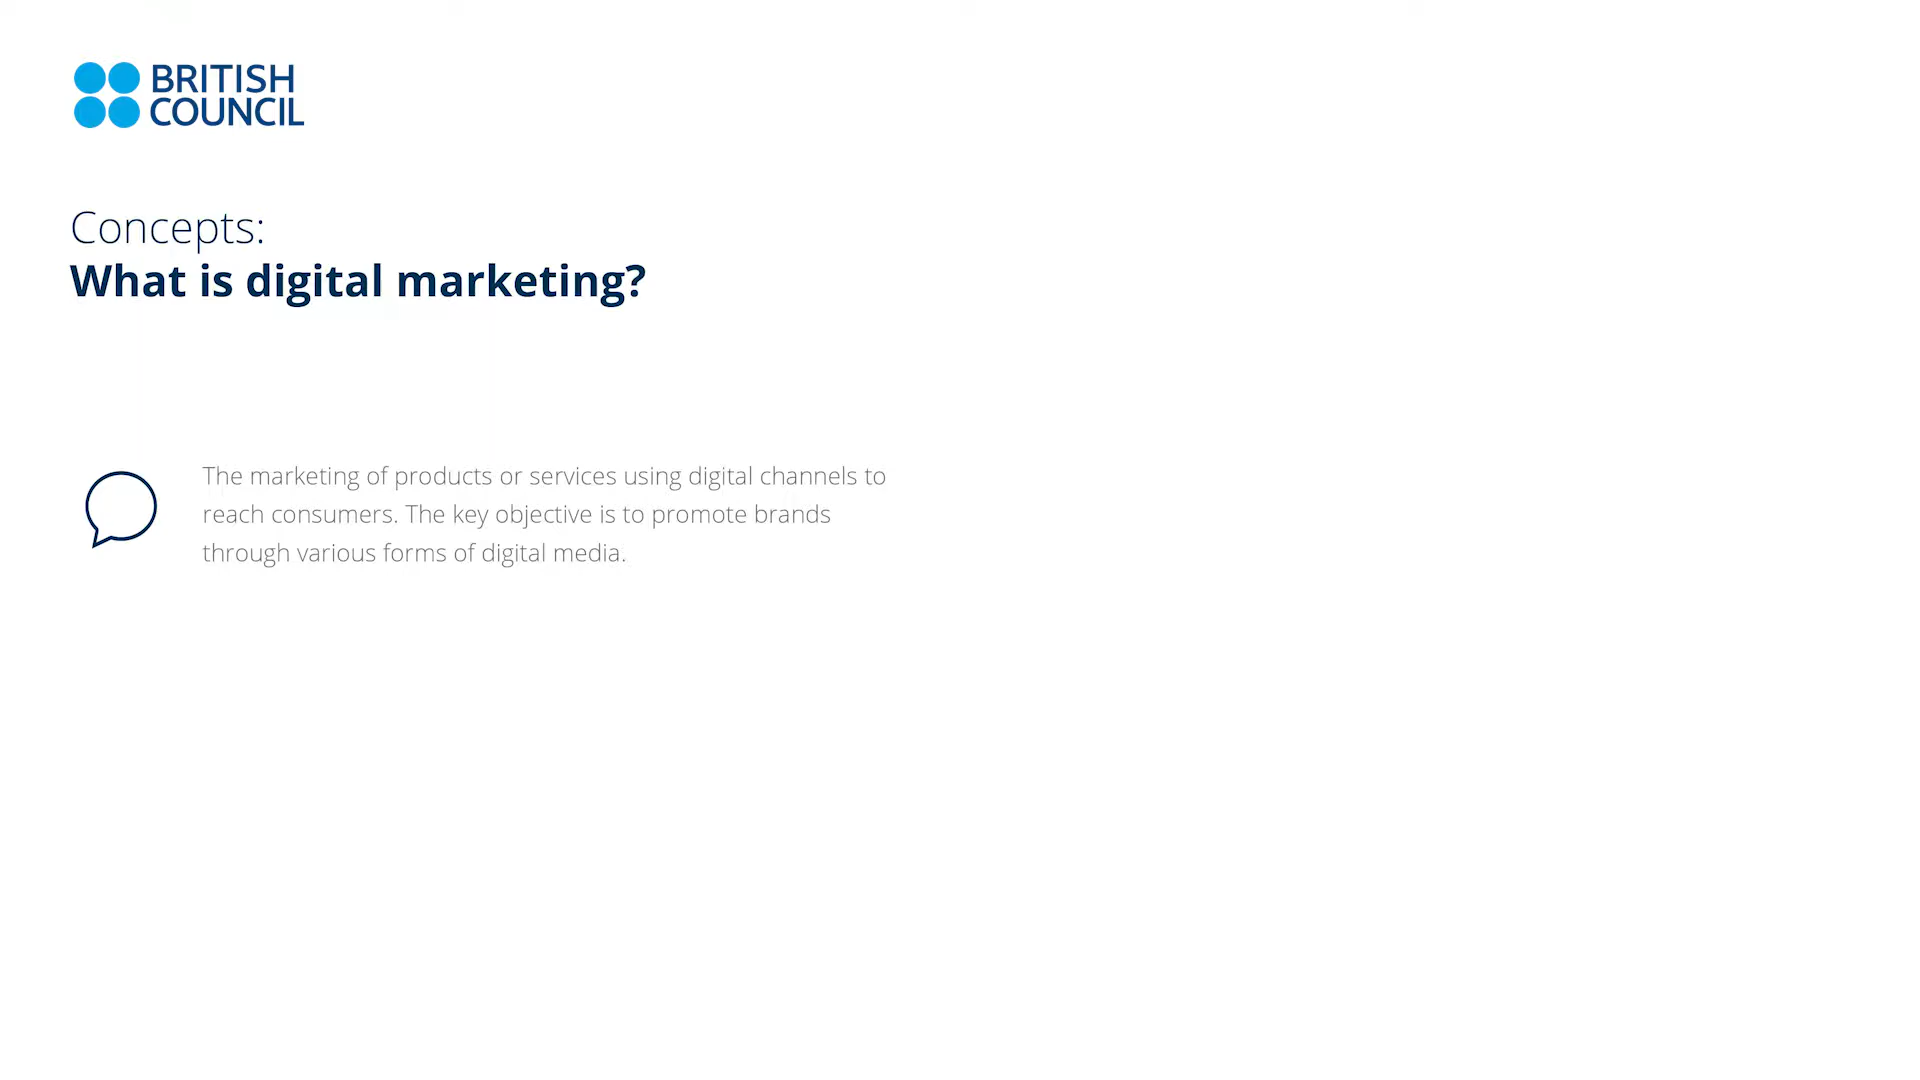 BRITISH
COUNCIL
Concepts:
What is digital marketing?
The marketing of products or services using digital channels to
reach consumers. The key objective is to promote brands
through various forms of digital media.